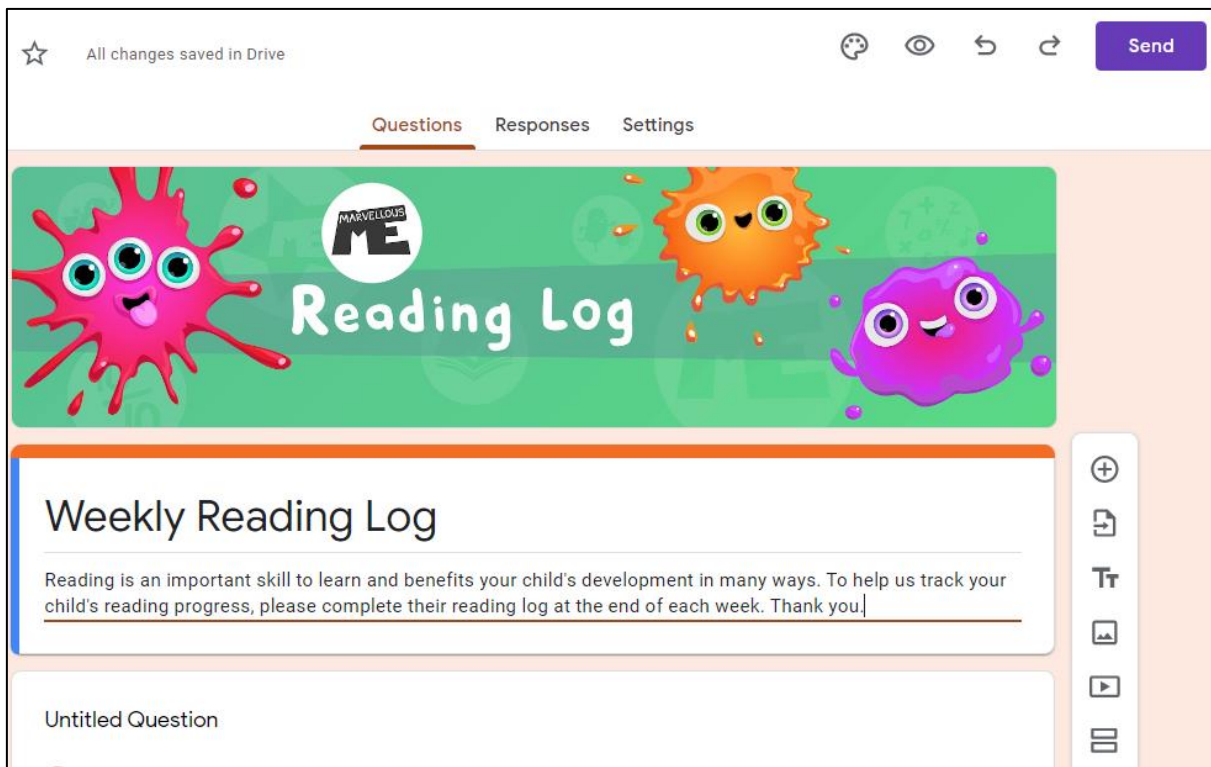 All changes saved in Drive
Send
Questions Responses Settings
MARVELLOUS
ME
Reading Log
Weekly Reading Log
Reading is an important skill to learn and benefits your child's development in many ways. To help us track your
child's reading progress, please complete their reading log at the end of each week. Thank you.
Untitled Question